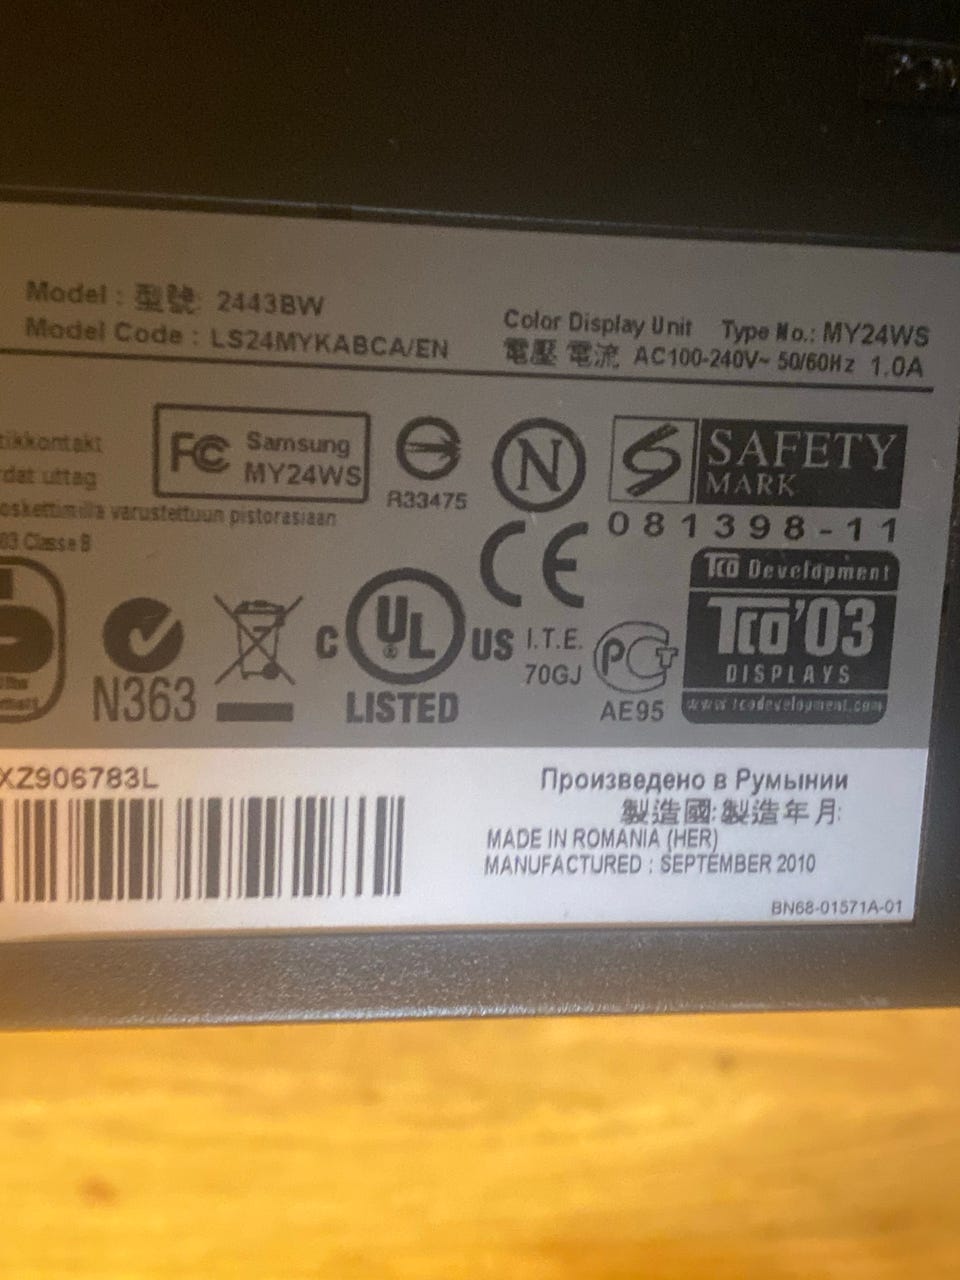 Model : 型號: 2443BW
Model Code : LS24MYKABCA/EN
Color Display Unit Type No.: MY24WS
電壓 電流 AC100-240V~ 50/60Hz 1.0A
tikkontakt
rdat uttag
oskettimilla varustettuun pistorasiaan
03 Classe B
FC Samsung
MY24WS
R33475
N
S SAFETY
MARK
081398-11
CE
TCO Development
TCO'03
DISPLAYS
www.tcodevelopment.com
N363
C UL US
®
LISTED
I.T.E.
70GJ
PCT
AE95
XZ906783L
Произведено в Румынии
製造國: 製造年月:
MADE IN ROMANIA (HER)
MANUFACTURED : SEPTEMBER 2010
BN68-01571A-01